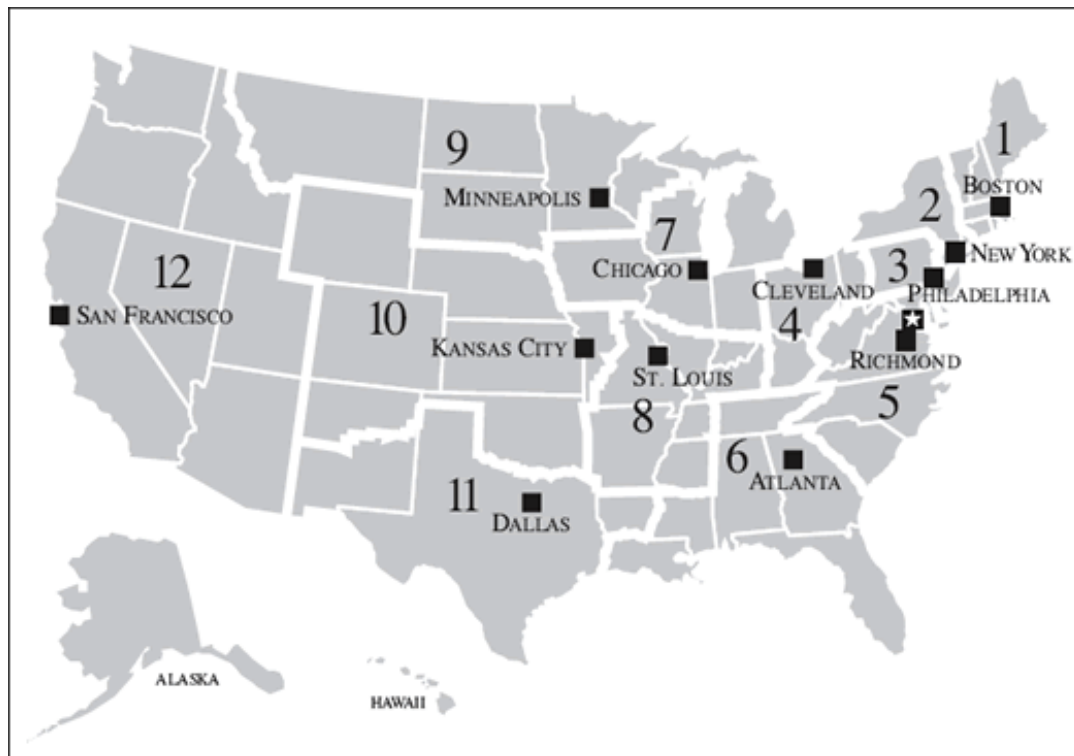 1
9
BOSTON
MINNEAPOLIS
2
7
NEW YORK
3
12
CHICAGO
CLEVELAND
PHILADELPHIA
SAN FRANCISCO
10
4
KANSAS CITY
RICHMOND
ST. LOUIS
5
8
6
ATLANTA
11
DALLAS
ALASKA
HAWAII